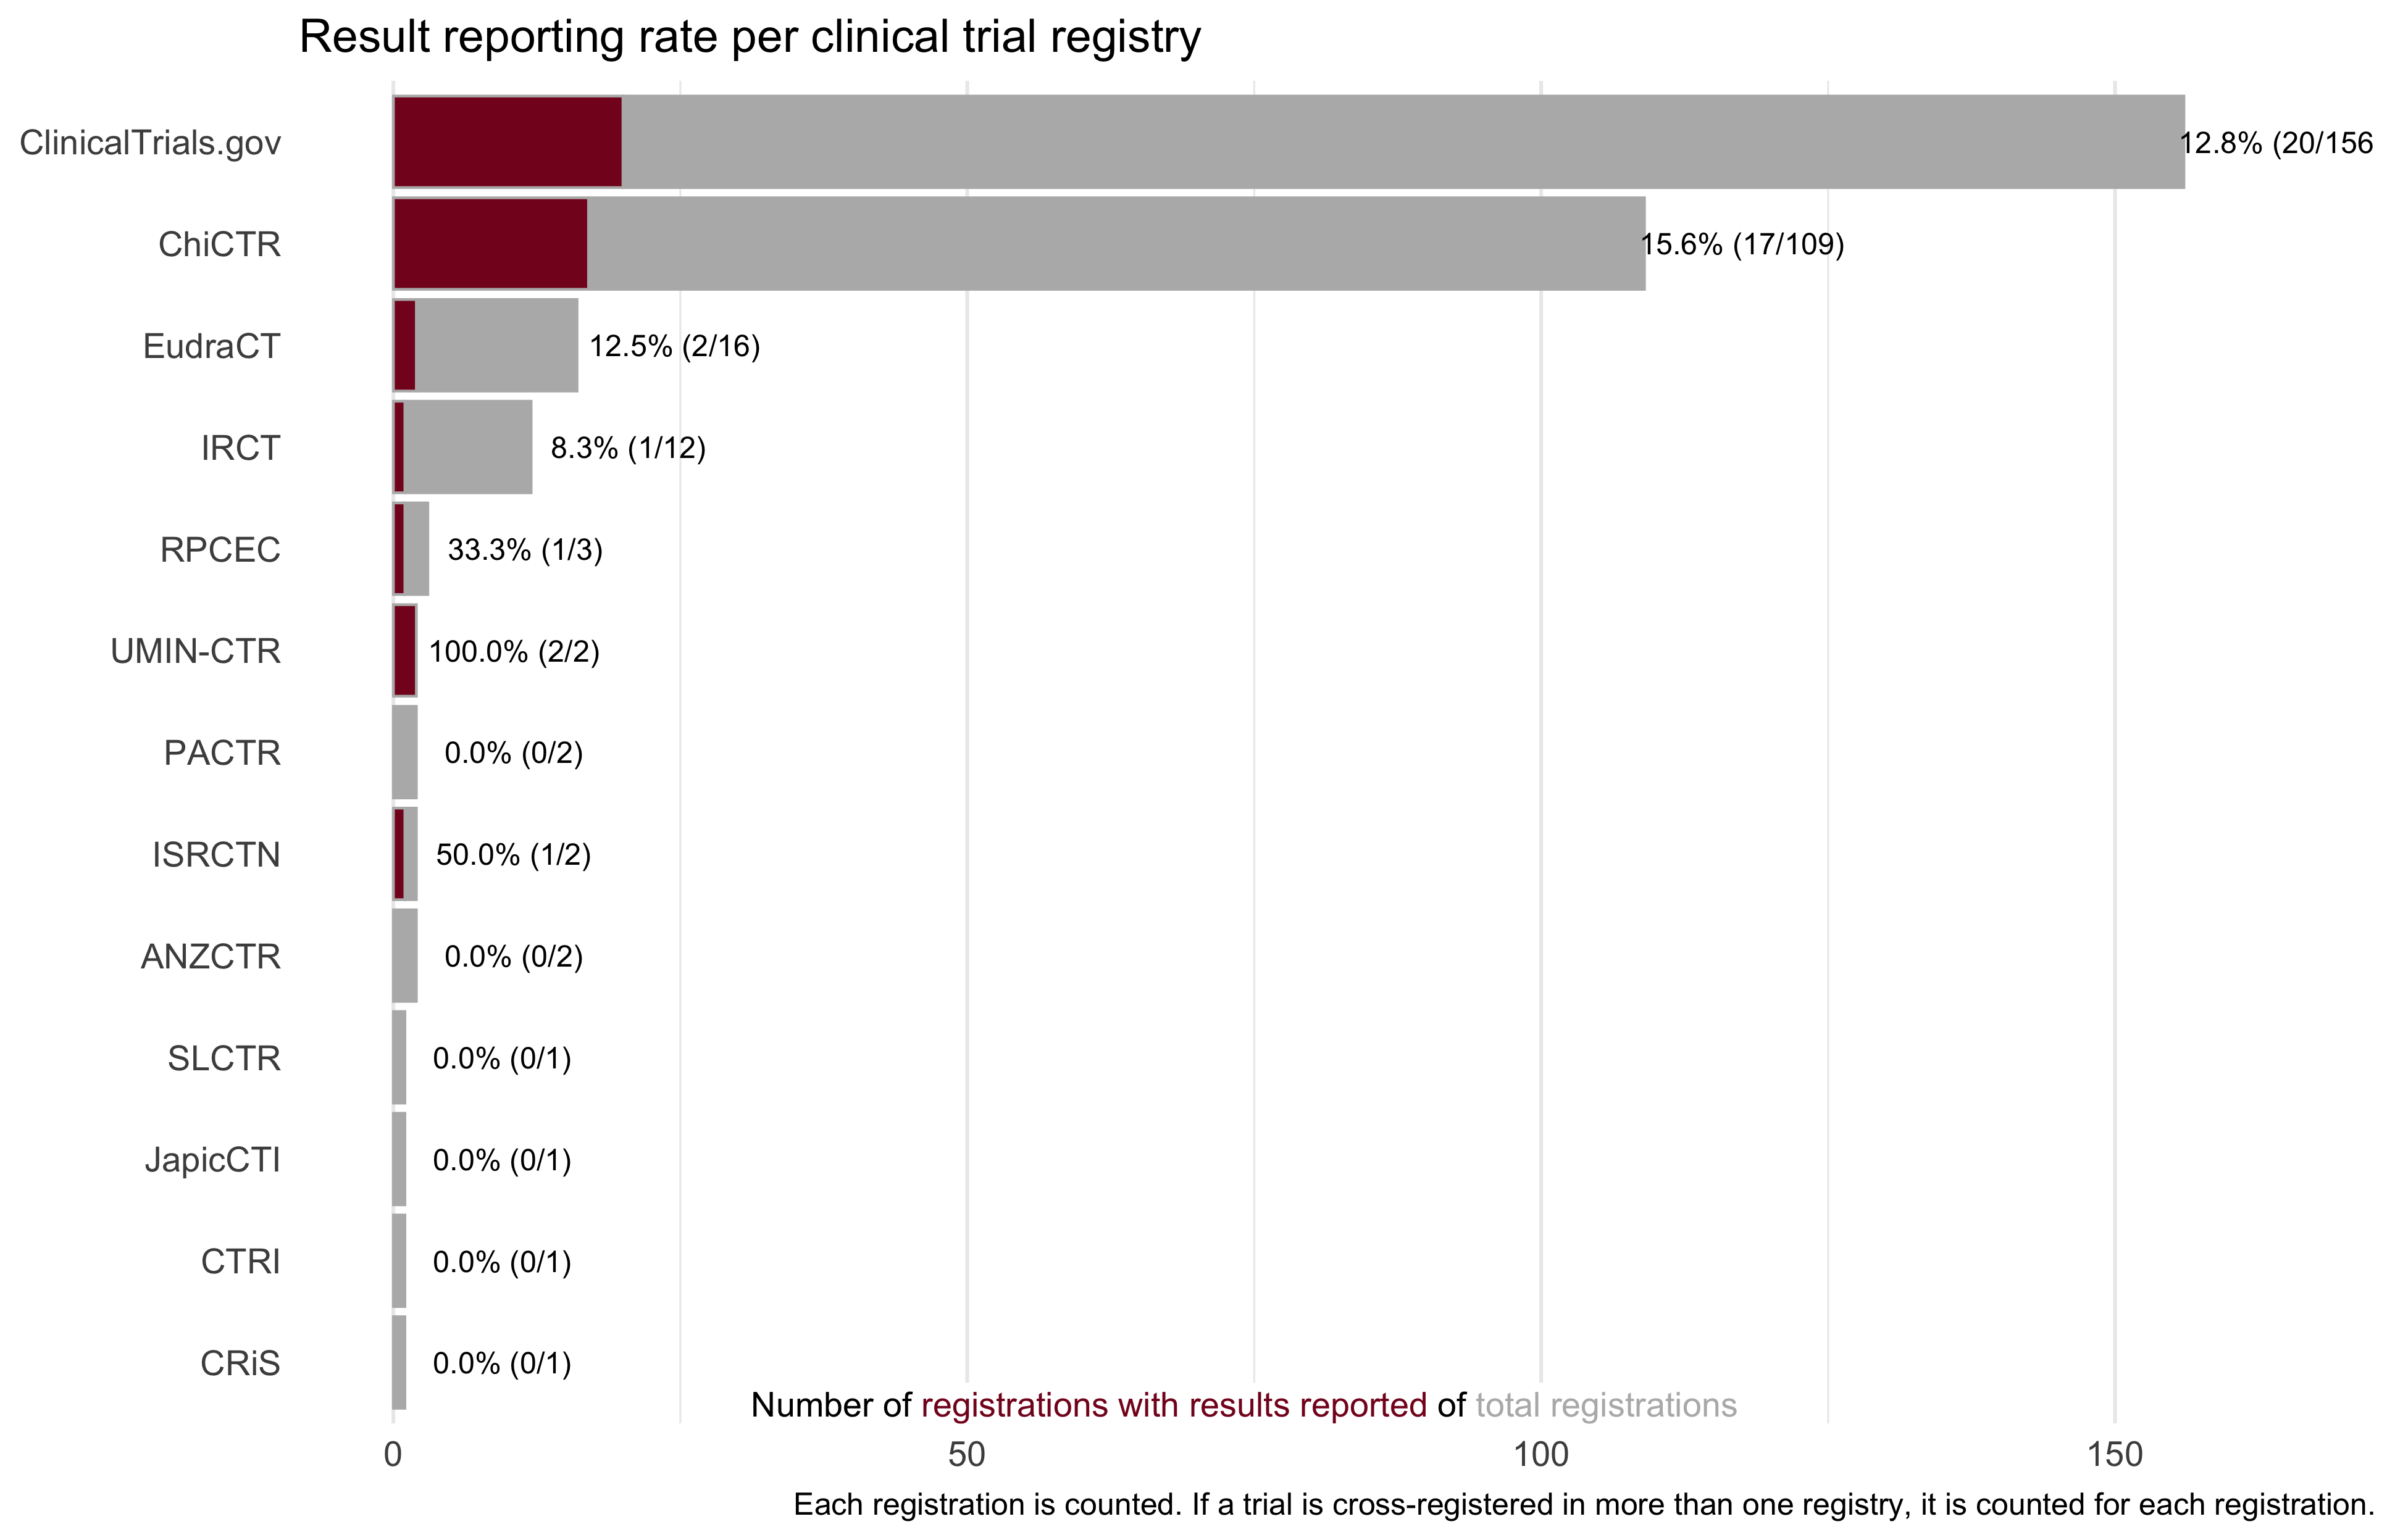 Result reporting rate per clinical trial registry
ClinicalTrials.gov 12.8% (20/156
ChiCTR 15.6% (17/109)
EudraCT 12.5% (2/16)
IRCT 8.3% (1/12)
RPCEC 33.3% (1/3)
UMIN-CTR 100.0% (2/2)
PACTR 0.0% (0/2)
ISRCTN 50.0% (1/2)
ANZCTR 0.0% (0/2)
SLCTR 0.0% (0/1)
JapicCTI 0.0% (0/1)
CTRI 0.0% (0/1)
CRiS 0.0% (0/1)
Number of registrations with results reported of total registrations
0 50 100 150
Each registration is counted. If a trial is cross-registered in more than one registry, it is counted for each registration.